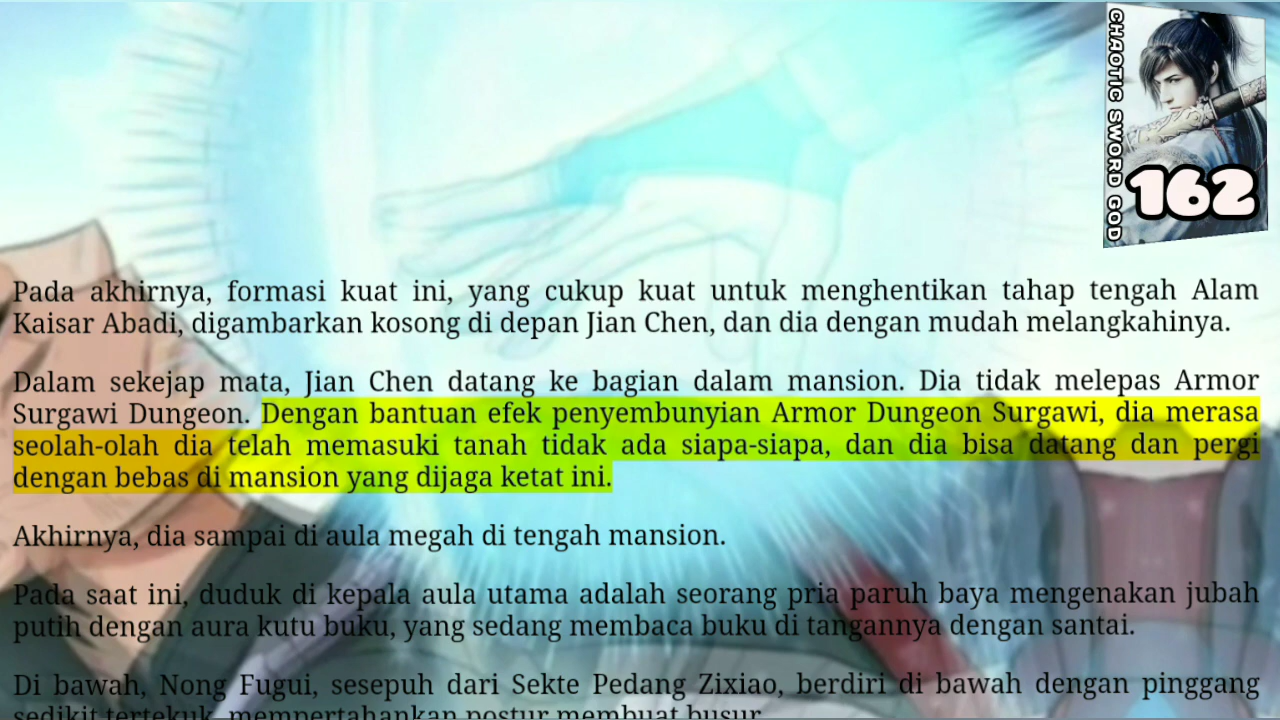 CHAOTIC SWORD GOD
162
Pada akhirnya, formasi kuat ini, yang cukup kuat untuk menghentikan tahap tengah Alam
Kaisar Abadi, digambarkan kosong di depan Jian Chen, dan dia dengan mudah melangkahinya.
Dalam sekejap mata, Jian Chen datang ke bagian dalam mansion. Dia tidak melepas Armor
Surgawi Dungeon. Dengan bantuan efek penyembunyian Armor Dungeon Surgawi, dia merasa
seolah-olah dia telah memasuki tanah tidak ada siapa-siapa, dan dia bisa datang dan pergi
dengan bebas di mansion yang dijaga ketat ini.
Akhirnya, dia sampai di aula megah di tengah mansion.
Pada saat ini, duduk di kepala aula utama adalah seorang pria paruh baya mengenakan jubah
putih dengan aura kutu buku, yang sedang membaca buku di tangannya dengan santai.
Di bawah, Nong Fugui, sesepuh dari Sekte Pedang Zixiao, berdiri di bawah dengan pinggang
sedikit tertekuk, mempertahankan postur membuat busur.